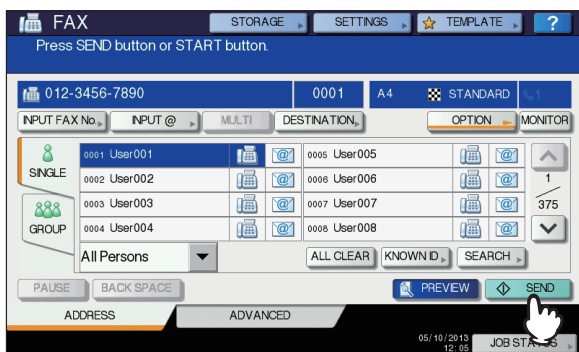 FAX STORAGE SETTINGS TEMPLATE ?
Press SEND button or START button.
012-3456-7890 0001 A4 STANDARD 1
INPUT FAX No. INPUT @ MULTI DESTINATION OPTION MONITOR
SINGLE
GROUP
0001 User001
0002 User002
0003 User003
0004 User004
0005 User005
0006 User006
0007 User007
0008 User008
1
375
All Persons ALL CLEAR KNOWN ID SEARCH
PAUSE BACK SPACE PREVIEW SEND
ADDRESS ADVANCED
05/10/2013
12:05
JOB STATUS